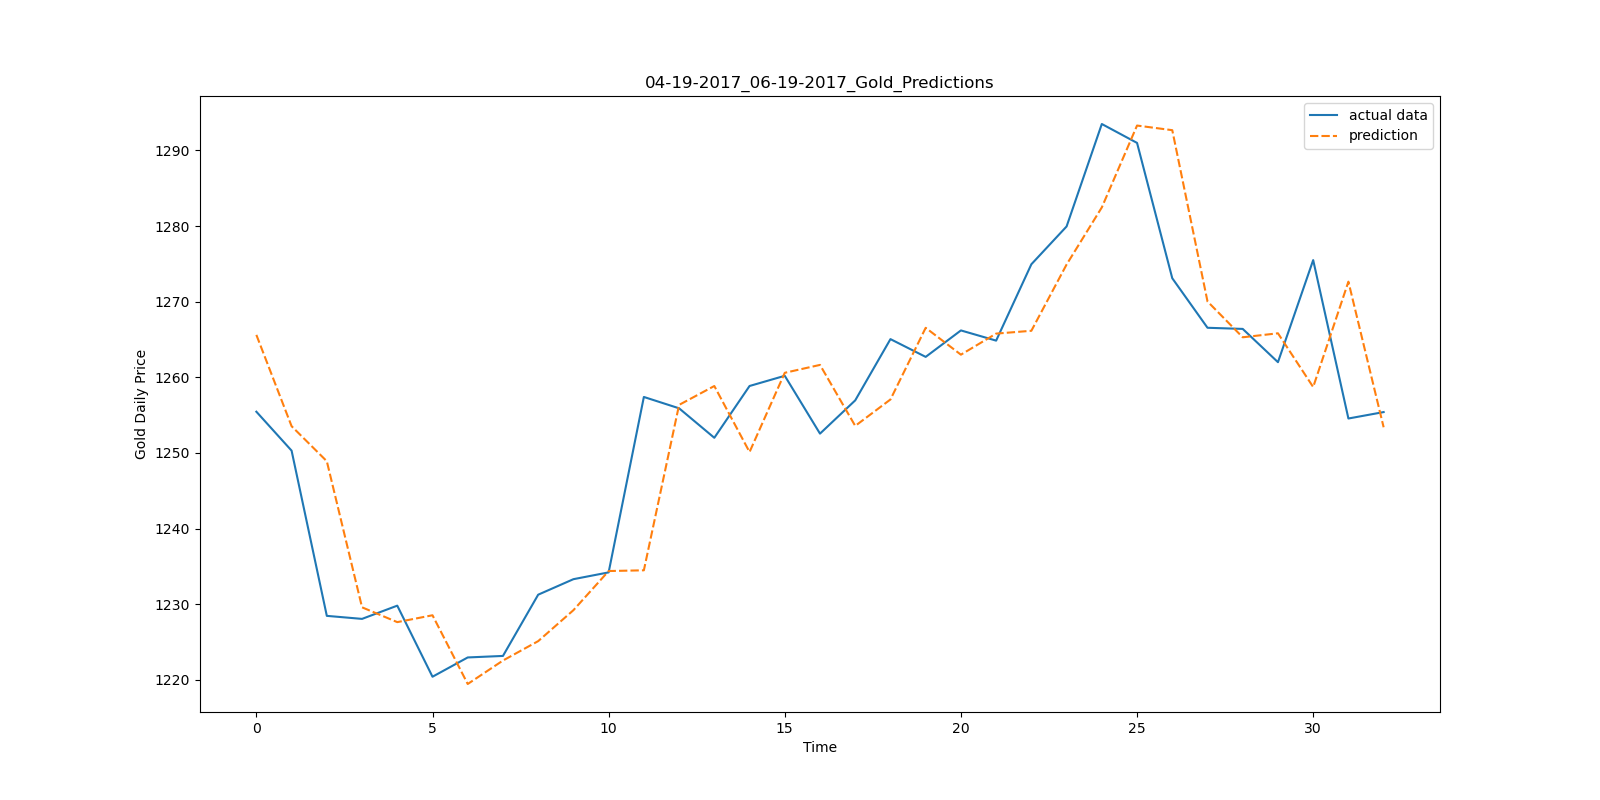 04-19-2017_06-19-2017_Gold_Predictions
actual data
prediction
Gold Daily Price
1290
1280
1270
1260
1250
1240
1230
1220
0 5 10 15 20 25 30
Time